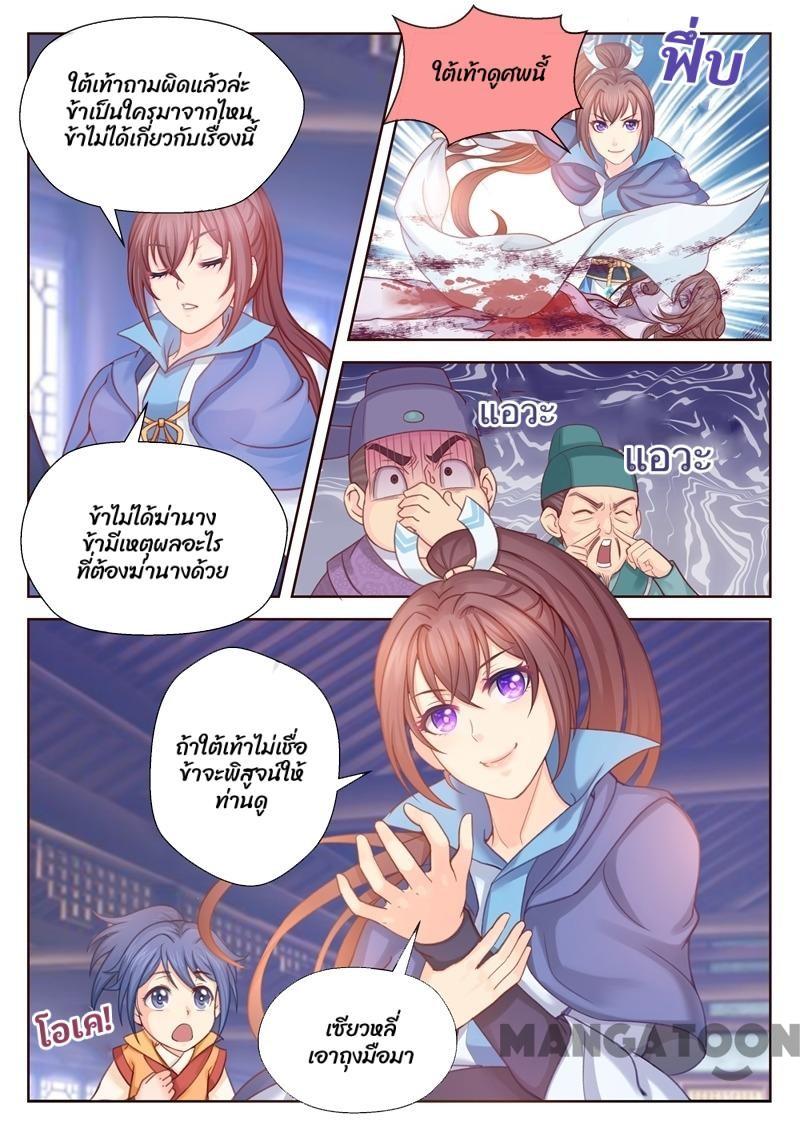 ใต้เท้าถามผิดแล้วล่ะ
ข้าเป็นใครมาจากไหน
ข้าไม่ได้เกี่ยวกับเรื่องนี้
ข้าไม่ได้ฆ่านาง
ข้ามีเหตุผลอะไร
ที่ต้องฆ่านางด้วย
ใต้เท้าดูศพนี้
ฟึ่บ
แอวะ
แอวะ
ถ้าใต้เท้าไม่เชื่อ
ข้าจะพิสูจน์ให้
ท่านดู
เซียวหลี่
เอาถุงมือมา
โอเค!
MANGATOON